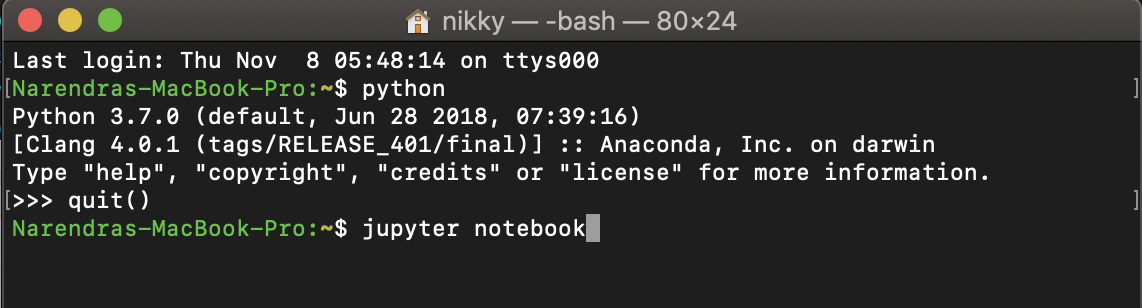 nikky — -bash — 80×24
Last login: Thu Nov  8 05:48:14 on ttys000
[Narendras-MacBook-Pro:~$ python ]
Python 3.7.0 (default, Jun 28 2018, 07:39:16)
[Clang 4.0.1 (tags/RELEASE_401/final)] :: Anaconda, Inc. on darwin
Type "help", "copyright", "credits" or "license" for more information.
[>>> quit() ]
Narendras-MacBook-Pro:~$ jupyter notebook